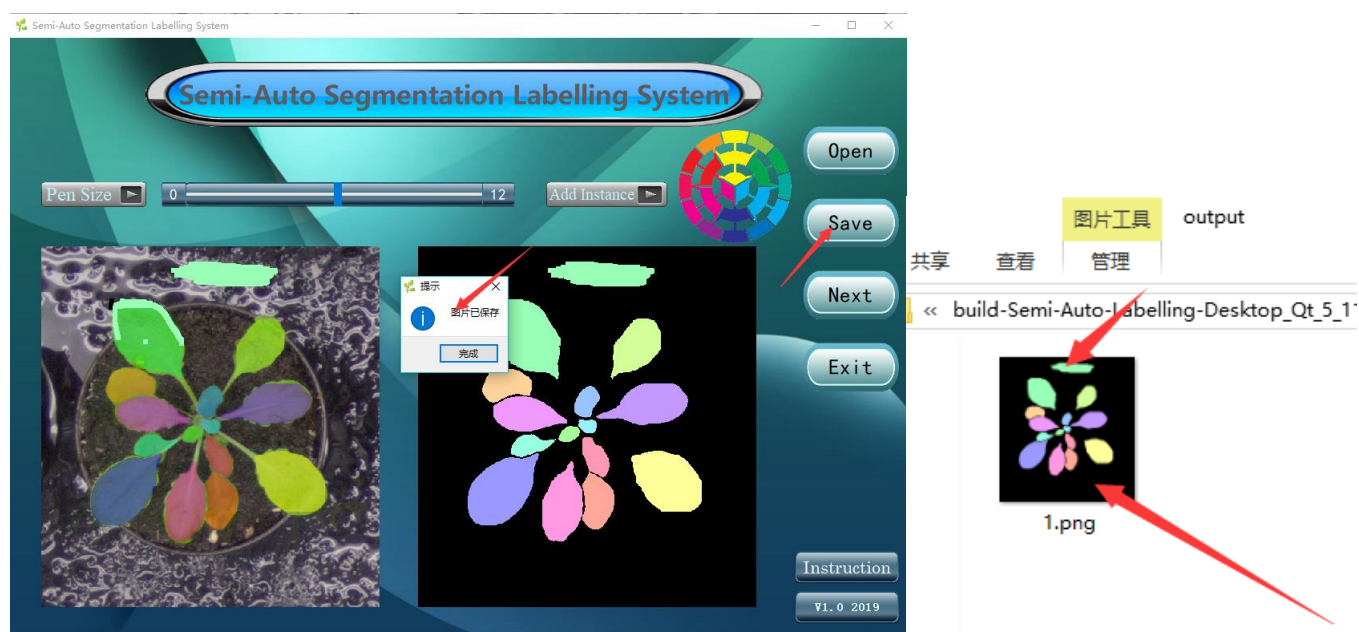 Semi-Auto Segmentation Labelling System
Semi-Auto Segmentation Labelling System
Open
Pen Size
0
12
Add Instance
Save
提示
图片已保存
完成
Next
Exit
Instruction
V1.0 2019
图片工具
output
共享
查看
管理
« build-Semi-Auto-Labelling-Desktop_Qt_5_11
1.png